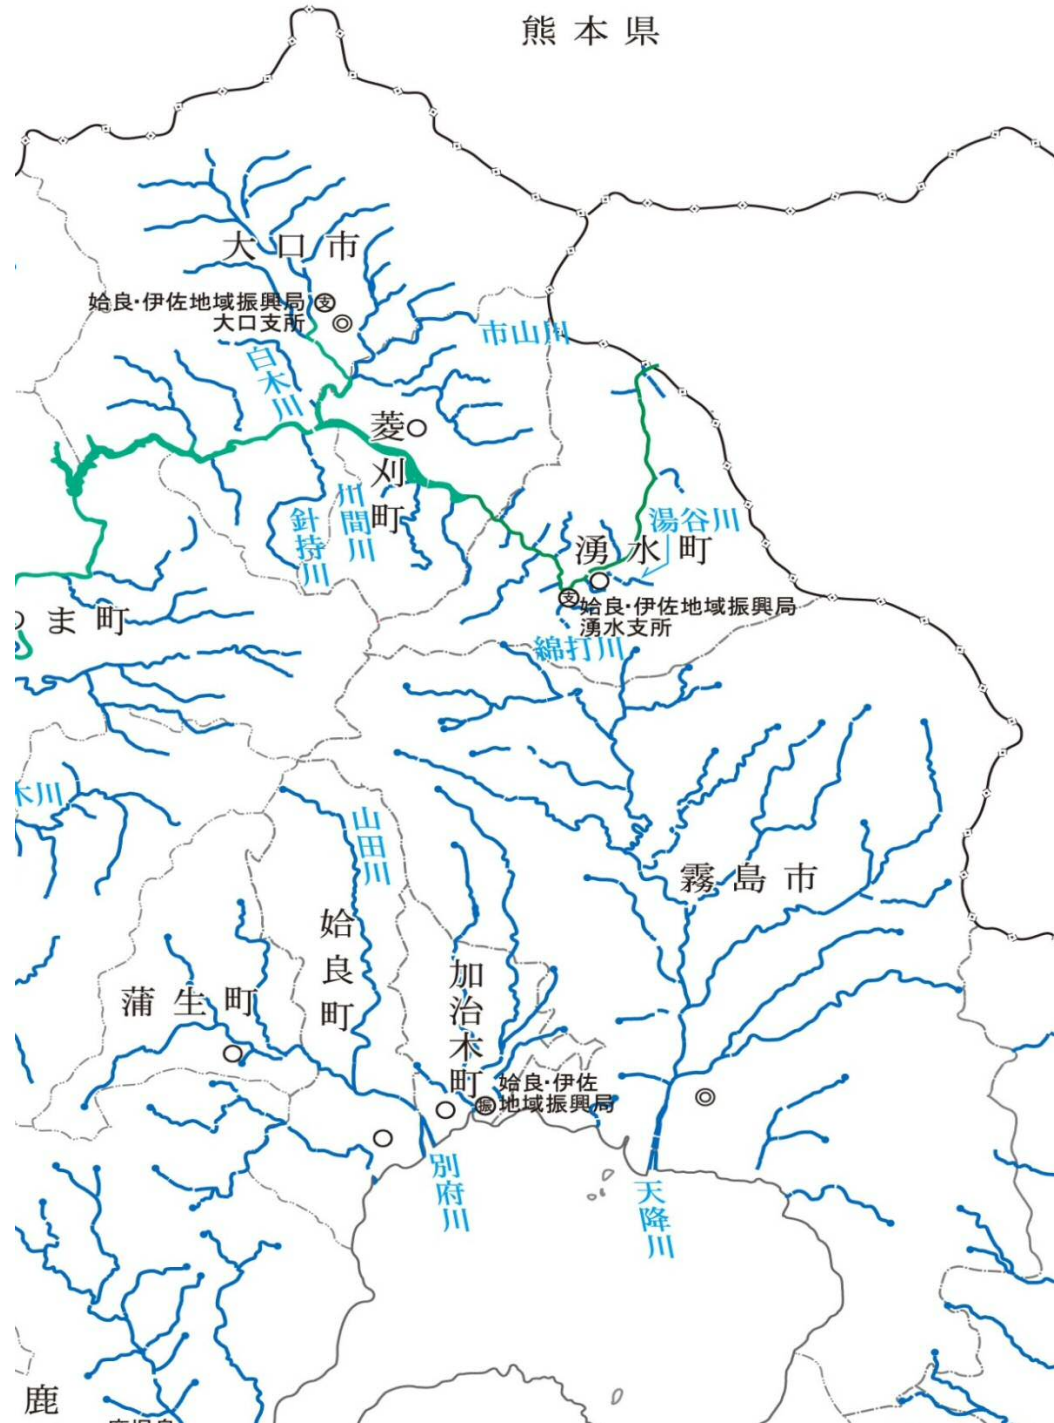 熊本県
大口市
姶良・伊佐地域振興局
支
大口支所
市山川
白木川
菱刈町
川間川
針持川
湯谷川
湧水町
支
姶良・伊佐地域振興局
湧水支所
綿打川
ま町
木川
山田川
霧島市
姶良町
加治木町
蒲生町
姶良・伊佐
地域振興局
振
別府川
天降川
鹿